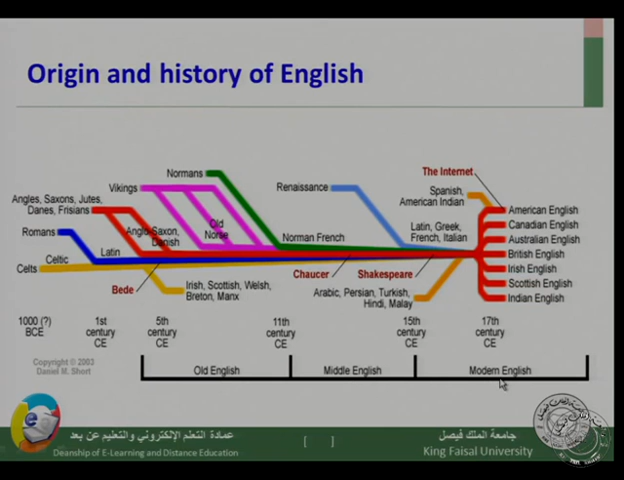 Origin and history of English
Normans
The Internet
Vikings
Renaissance
Spanish,
American Indian
Angles, Saxons, Jutes,
Danes, Frisians
Old
Norse
American English
Romans
Anglo-Saxon,
Danish
Norman French
Latin, Greek,
French, Italian
Canadian English
Australian English
Celtic
Latin
British English
Celts
Chaucer
Shakespeare
Irish English
Bede
Irish, Scottish, Welsh,
Breton, Manx
Arabic, Persian, Turkish,
Hindi, Malay
Scottish English
Indian English
1000 (?)
BCE
1st
century
CE
5th
century
CE
11th
century
CE
15th
century
CE
17th
century
CE
Copyright © 2003
Daniel M. Short
Old English
Middle English
Modern English
عمادة التعلم الإلكتروني والتعليم عن بعد
Deanship of E-Learning and Distance Education
[ ]
جامعة الملك فيصل
King Faisal University